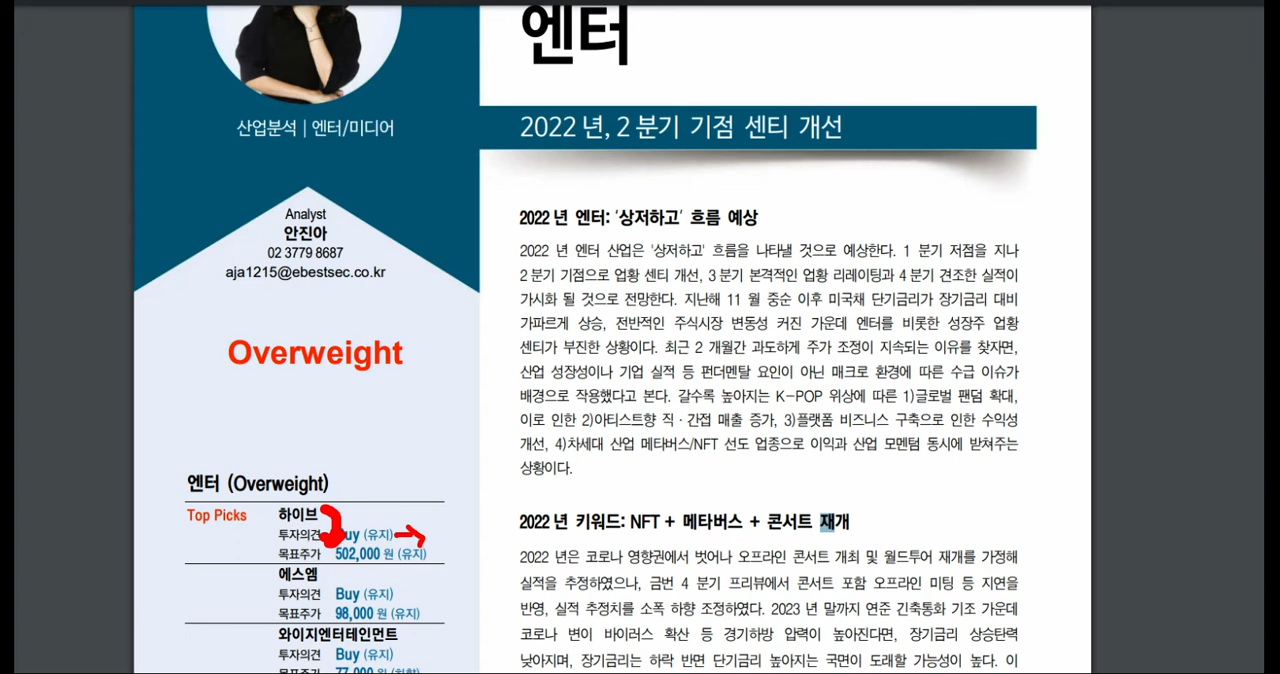 엔터
산업분석 | 엔터/미디어
2022년, 2분기 기점 센티 개선
Analyst
안진아
02 3779 8687
aja1215@ebestsec.co.kr
Overweight
엔터 (Overweight)
Top Picks 하이브
투자의견 Buy (유지)
목표주가 502,000 원 (유지)
에스엠
투자의견 Buy (유지)
목표주가 98,000 원 (유지)
와이지엔터테인먼트
투자의견 Buy (유지)
2022년 엔터: '상저하고' 흐름 예상
2022 년 엔터 산업은 '상저하고' 흐름을 나타낼 것으로 예상한다. 1 분기 저점을 지나
2분기 기점으로 업황 센티 개선, 3분기 본격적인 업황 리레이팅과 4분기 견조한 실적이
가시화 될 것으로 전망한다. 지난해 11 월 중순 이후 미국채 단기금리가 장기금리 대비
가파르게 상승, 전반적인 주식시장 변동성 커진 가운데 엔터를 비롯한 성장주 업황
센티가 부진한 상황이다. 최근 2 개월간 과도하게 주가 조정이 지속되는 이유를 찾자면,
산업 성장성이나 기업 실적 등 펀더멘탈 요인이 아닌 매크로 환경에 따른 수급 이슈가
배경으로 작용했다고 본다. 갈수록 높아지는 K-POP 위상에 따른 1)글로벌 팬덤 확대,
이로 인한 2)아티스트향 직·간접 매출 증가, 3)플랫폼 비즈니스 구축으로 인한 수익성
개선, 4)차세대 산업 메타버스/NFT 선도 업종으로 이익과 산업 모멘텀 동시에 받쳐주는
상황이다.
2022년 키워드: NFT + 메타버스 + 콘서트 재개
2022 년은 코로나 영향권에서 벗어나 오프라인 콘서트 개최 및 월드투어 재개를 가정해
실적을 추정하였으나, 금번 4 분기 프리뷰에서 콘서트 포함 오프라인 미팅 등 지연을
반영, 실적 추정치를 소폭 하향 조정하였다. 2023 년 말까지 연준 긴축통화 기조 가운데
코로나 변이 바이러스 확산 등 경기하방 압력이 높아진다면, 장기금리 상승탄력
낮아지며, 장기금리는 하락 반면 단기금리 높아지는 국면이 도래할 가능성이 높다. 이